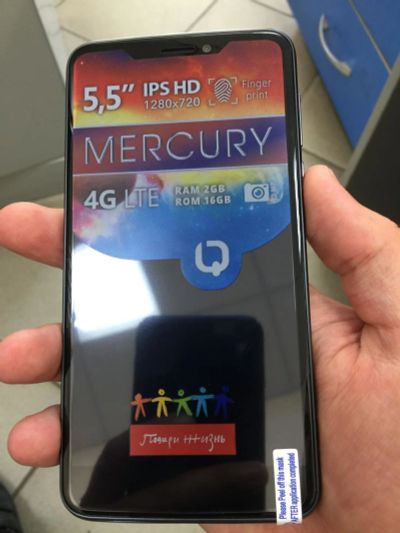 5,5” IPS HD
1280x720
Finger
print
MERCURY
4G LTE
RAM 2GB
ROM 16GB
Подари жизнь
Please Peel off this mask
AFTER application completed